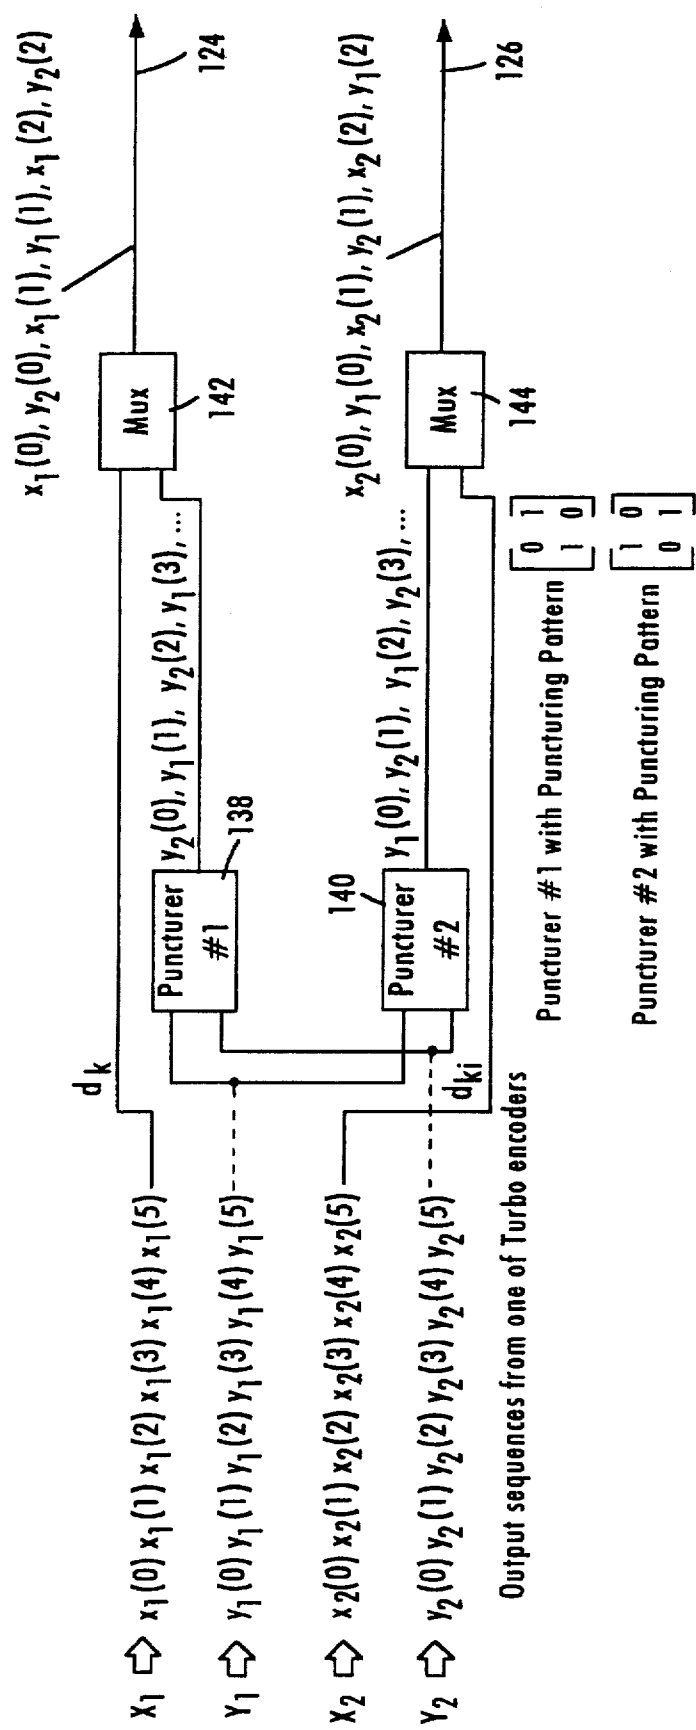 X1 ⇨ x1(0) x1(1) x1(2) x1(3) x1(4) x1(5)
dk
Y1 ⇨ y1(0) y1(1) y1(2) y1(3) y1(4) y1(5)
X2 ⇨ x2(0) x2(1) x2(2) x2(3) x2(4) x2(5)
dki
Y2 ⇨ y2(0) y2(1) y2(2) y2(3) y2(4) y2(5)
Output sequences from one of Turbo encoders
Puncturer
#1
138
y2(0), y1(1), y2(2), y1(3), ...
Mux
142
x1(0), y2(0), x1(1), y1(1), x1(2), y2(2)
124
140
Puncturer
#2
y1(0), y2(1), y1(2), y2(3), ...
Mux
144
x2(0), y1(0), x2(1), y2(1), x2(2), y1(2)
126
Puncturer #1 with Puncturing Pattern
0 1
1 0
Puncturer #2 with Puncturing Pattern
1 0
0 1